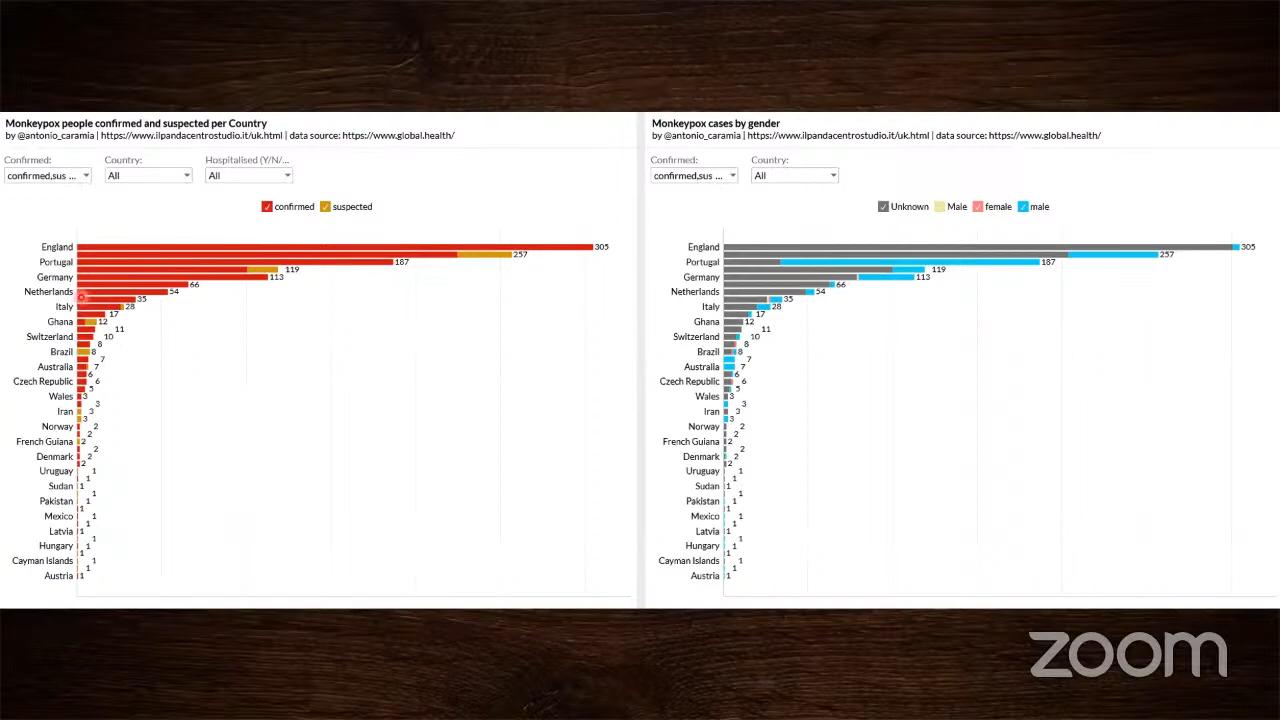 Monkeypox people confirmed and suspected per Country
by @antonio_caramia | https://www.ilpandacentrostudio.it/uk.html | data source: https://www.global.health/
Confirmed:
Country:
Hospitalised (Y/N/...
confirmed,sus ...
All
All
confirmed
suspected
England
305
257
Portugal
187
119
Germany
113
66
Netherlands
54
35
Italy
28
17
Ghana
12
11
Switzerland
10
8
Brazil
8
7
Australia
7
6
Czech Republic
6
5
Wales
3
3
Iran
3
3
Norway
2
2
French Guiana
2
2
Denmark
2
2
Uruguay
1
1
Sudan
1
1
Pakistan
1
1
Mexico
1
1
Latvia
1
1
Hungary
1
1
Cayman Islands
1
1
Austria
1
Monkeypox cases by gender
by @antonio_caramia | https://www.ilpandacentrostudio.it/uk.html | data source: https://www.global.health/
Confirmed:
Country:
confirmed,sus ...
All
Unknown
Male
female
male
England
305
257
Portugal
187
119
Germany
113
66
Netherlands
54
35
Italy
28
17
Ghana
12
11
Switzerland
10
8
Brazil
8
7
Australia
7
6
Czech Republic
6
5
Wales
3
3
Iran
3
3
Norway
2
2
French Guiana
2
2
Denmark
2
2
Uruguay
1
1
Sudan
1
1
Pakistan
1
1
Mexico
1
1
Latvia
1
1
Hungary
1
1
Cayman Islands
1
1
Austria
1
zoom